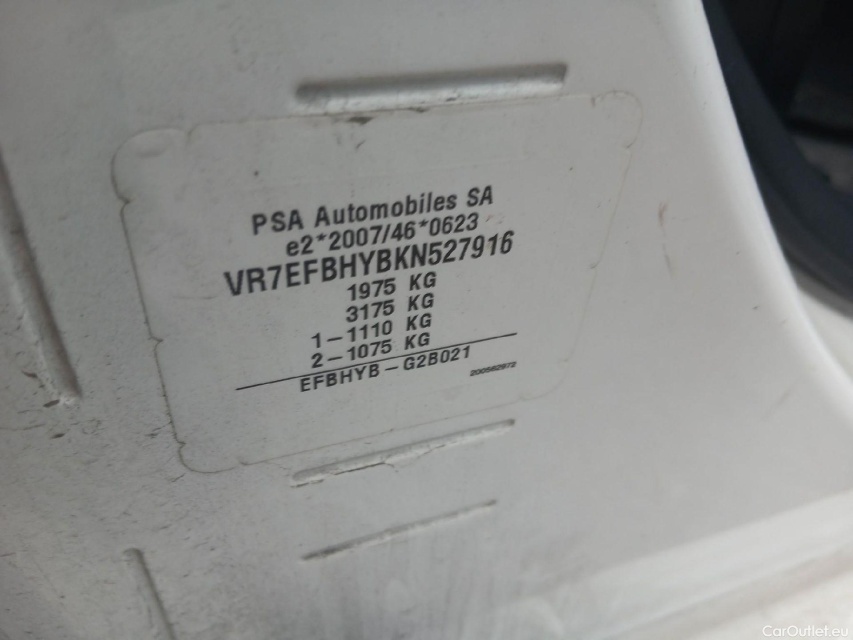 PSA Automobiles SA
e2*2007/46*0623
VR7EFBHYBKN527916
1975 KG
3175 KG
1-1110 KG
2-1075 KG
EFBHYB-G2B021
200562972
CarOutlet.eu